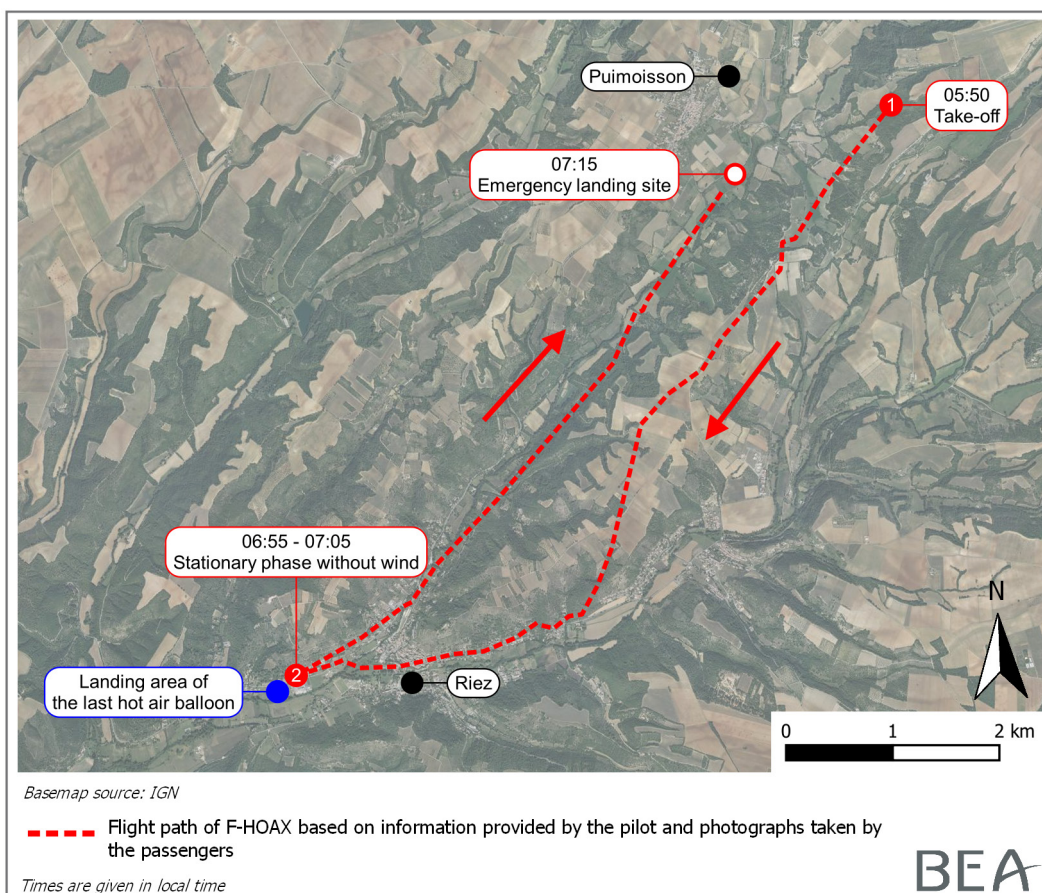 Puimoisson
1
05:50
Take-off
07:15
Emergency landing site
06:55 - 07:05
Stationary phase without wind
2
Landing area of
the last hot air balloon
Riez
N
0 1 2 km
Basemap source: IGN
Flight path of F-HOAX based on information provided by the pilot and photographs taken by
the passengers
Times are given in local time
BEA